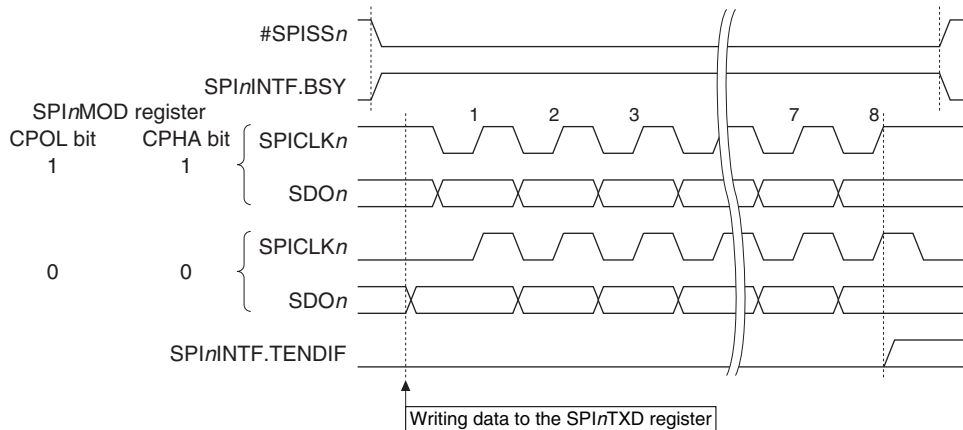 #SPISSn
SPInINTF.BSY
SPInMOD register
CPOL bit CPHA bit
1 1
SPICLKn
1 2 3 7 8
SDOn
0 0
SPICLKn
SDOn
SPInINTF.TENDIF
Writing data to the SPInTXD register